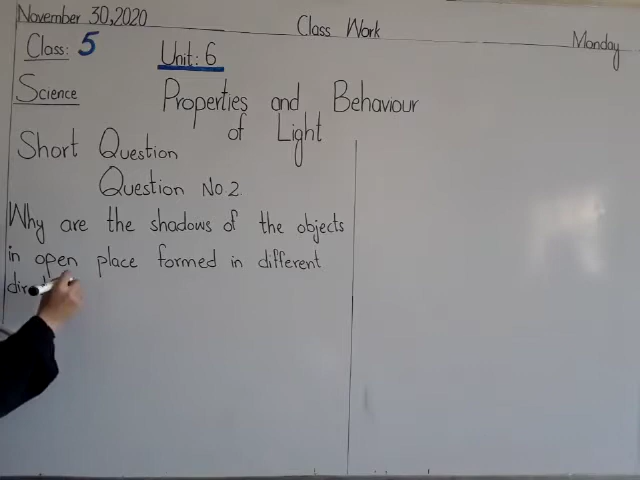 November 30,2020 Class Work Monday
Class: 5 Unit: 6
Science Properties and Behaviour
of Light
Short Question
Question No 2.
Why are the shadows of the objects
in open place formed in different